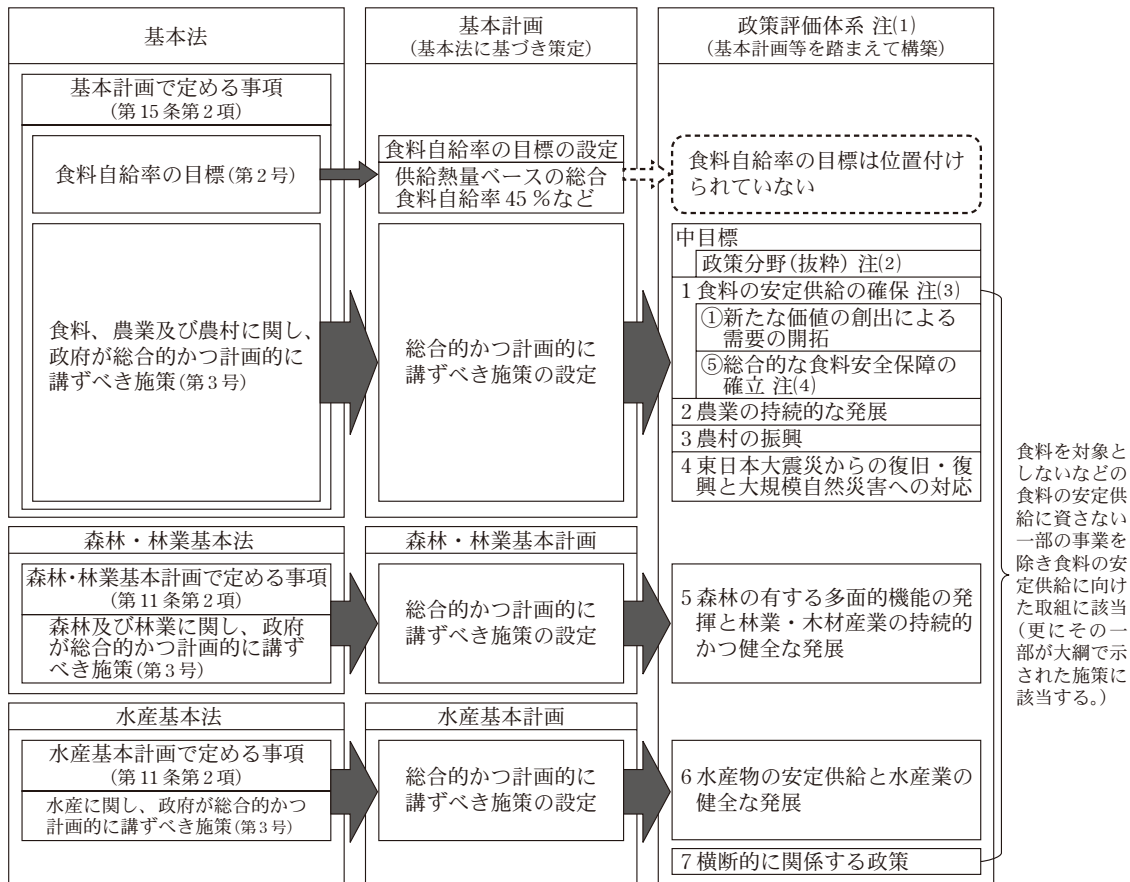 基本法
基本計画
(基本法に基づき策定)
政策評価体系 注⑴
(基本計画等を踏まえて構築)
基本計画で定める事項
(第15条第2項)
食料自給率の目標(第2号)
食料自給率の目標の設定
供給熱量ベースの総合
食料自給率45%など
食料自給率の目標は位置付け
られていない
食料、農業及び農村に関し、
政府が総合的かつ計画的に
講ずべき施策(第3号)
総合的かつ計画的に
講ずべき施策の設定
中目標
政策分野(抜粋) 注⑵
1 食料の安定供給の確保 注⑶
①新たな価値の創出による
需要の開拓
⑤総合的な食料安全保障の
確立 注⑷
2 農業の持続的な発展
3 農村の振興
4 東日本大震災からの復旧・復
興と大規模自然災害への対応
森林・林業基本法
森林・林業基本計画で定める事項
(第11条第2項)
森林及び林業に関し、政府
が総合的かつ計画的に講ず
べき施策(第3号)
森林・林業基本計画
総合的かつ計画的に
講ずべき施策の設定
5 森林の有する多面的機能の発
揮と林業・木材産業の持続的
かつ健全な発展
水産基本法
水産基本計画で定める事項
(第11条第2項)
水産に関し、政府が総合的かつ
計画的に講ずべき施策(第3号)
水産基本計画
総合的かつ計画的に
講ずべき施策の設定
6 水産物の安定供給と水産業の
健全な発展
7 横断的に関係する政策
食料を対象と
しないなどの
食料の安定供
給に資さない
一部の事業を
除き食料の安
定供給に向け
た取組に該当
(更にその一
部が大綱で示
された施策に
該当する。)